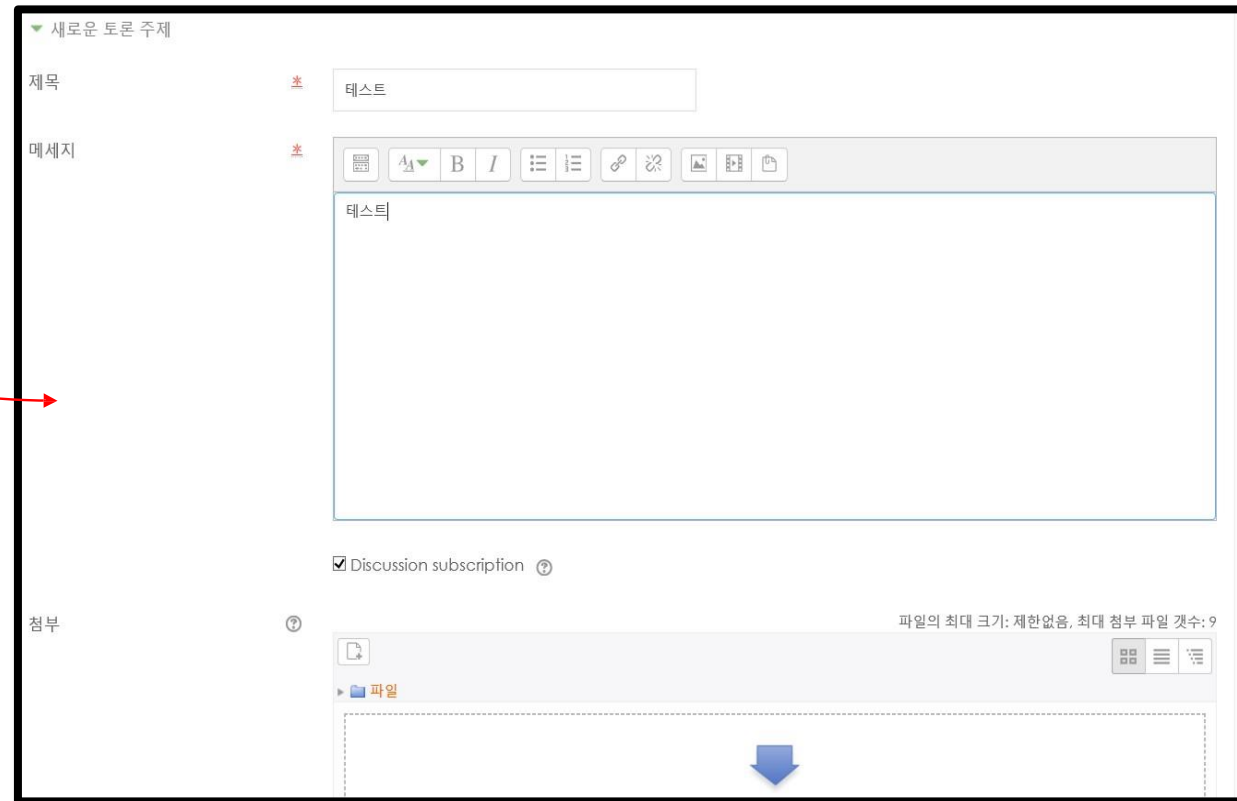 새로운 토론 주제
제목 *
테스트
메세지 *
테스트
Discussion subscription
첨부
파일의 최대 크기: 제한없음, 최대 첨부 파일 갯수: 9
파일